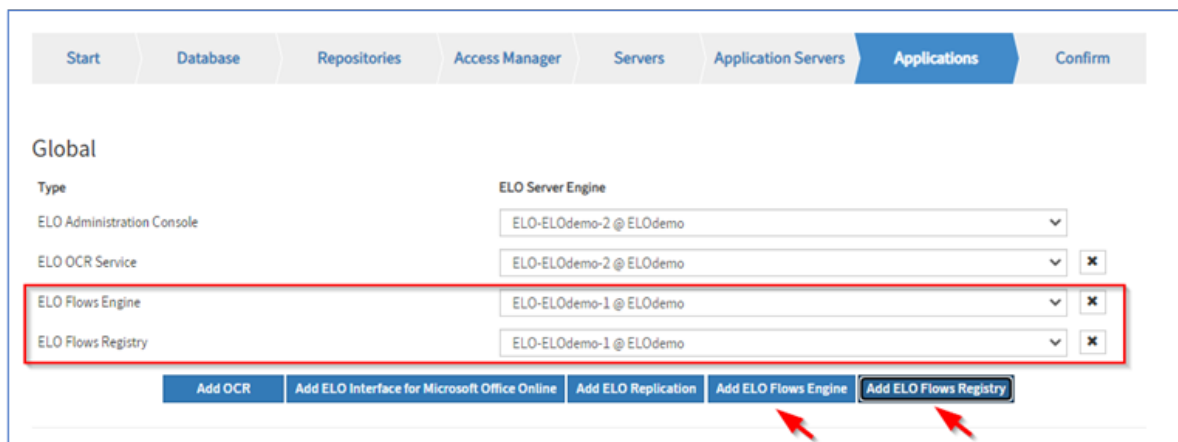 Start Database Repositories Access Manager Servers Application Servers Applications Confirm
Global
Type ELO Server Engine
ELO Administration Console ELO-ELOdemo-2 @ ELOdemo
ELO OCR Service ELO-ELOdemo-2 @ ELOdemo
ELO Flows Engine ELO-ELOdemo-1 @ ELOdemo
ELO Flows Registry ELO-ELOdemo-1 @ ELOdemo
Add OCR Add ELO Interface for Microsoft Office Online Add ELO Replication Add ELO Flows Engine Add ELO Flows Registry